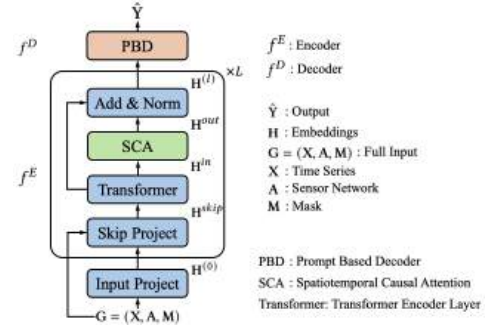 Ŷ
f^D
PBD
×L
H^(l)
Add & Norm
H^out
SCA
H^in
f^E
Transformer
H^skip
Skip Project
H^(0)
Input Project
G = (X, A, M)
f^E : Encoder
f^D : Decoder
Ŷ : Output
H : Embeddings
G = (X, A, M) : Full Input
X : Time Series
A : Sensor Network
M : Mask
PBD : Prompt Based Decoder
SCA : Spatiotemporal Causal Attention
Transformer: Transformer Encoder Layer